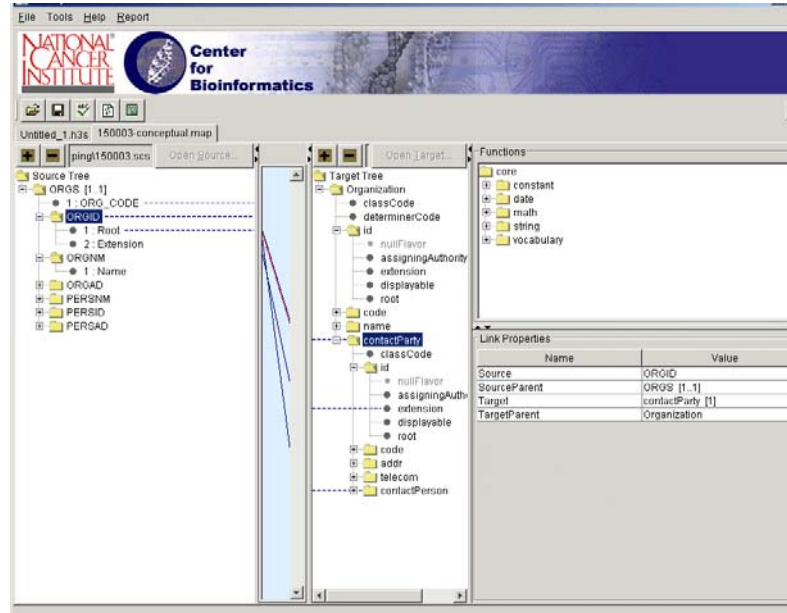 File Tools Help Report
NATIONAL
CANCER
INSTITUTE
Center
for
Bioinformatics
Untitled_1.h3s 150003-conceptual.map
ping\150003.scs Open Source...
Open Target...
Functions
Source Tree
ORGS [1..1]
1 : ORG_CODE
ORGID
1 : Root
2 : Extension
ORGNM
1 : Name
ORGAD
PERSNM
PERSID
PERSAD
Target Tree
Organization
classCode
determinerCode
id
nullFlavor
assigningAuthority
extension
displayable
root
code
name
contactParty
classCode
id
nullFlavor
assigningAuth
extension
displayable
root
code
addr
telecom
contactPerson
core
constant
date
math
string
vocabulary
Link Properties
Name Value
Source ORGID
SourceParent ORGS [1..1]
Target contactParty [1]
TargetParent Organization